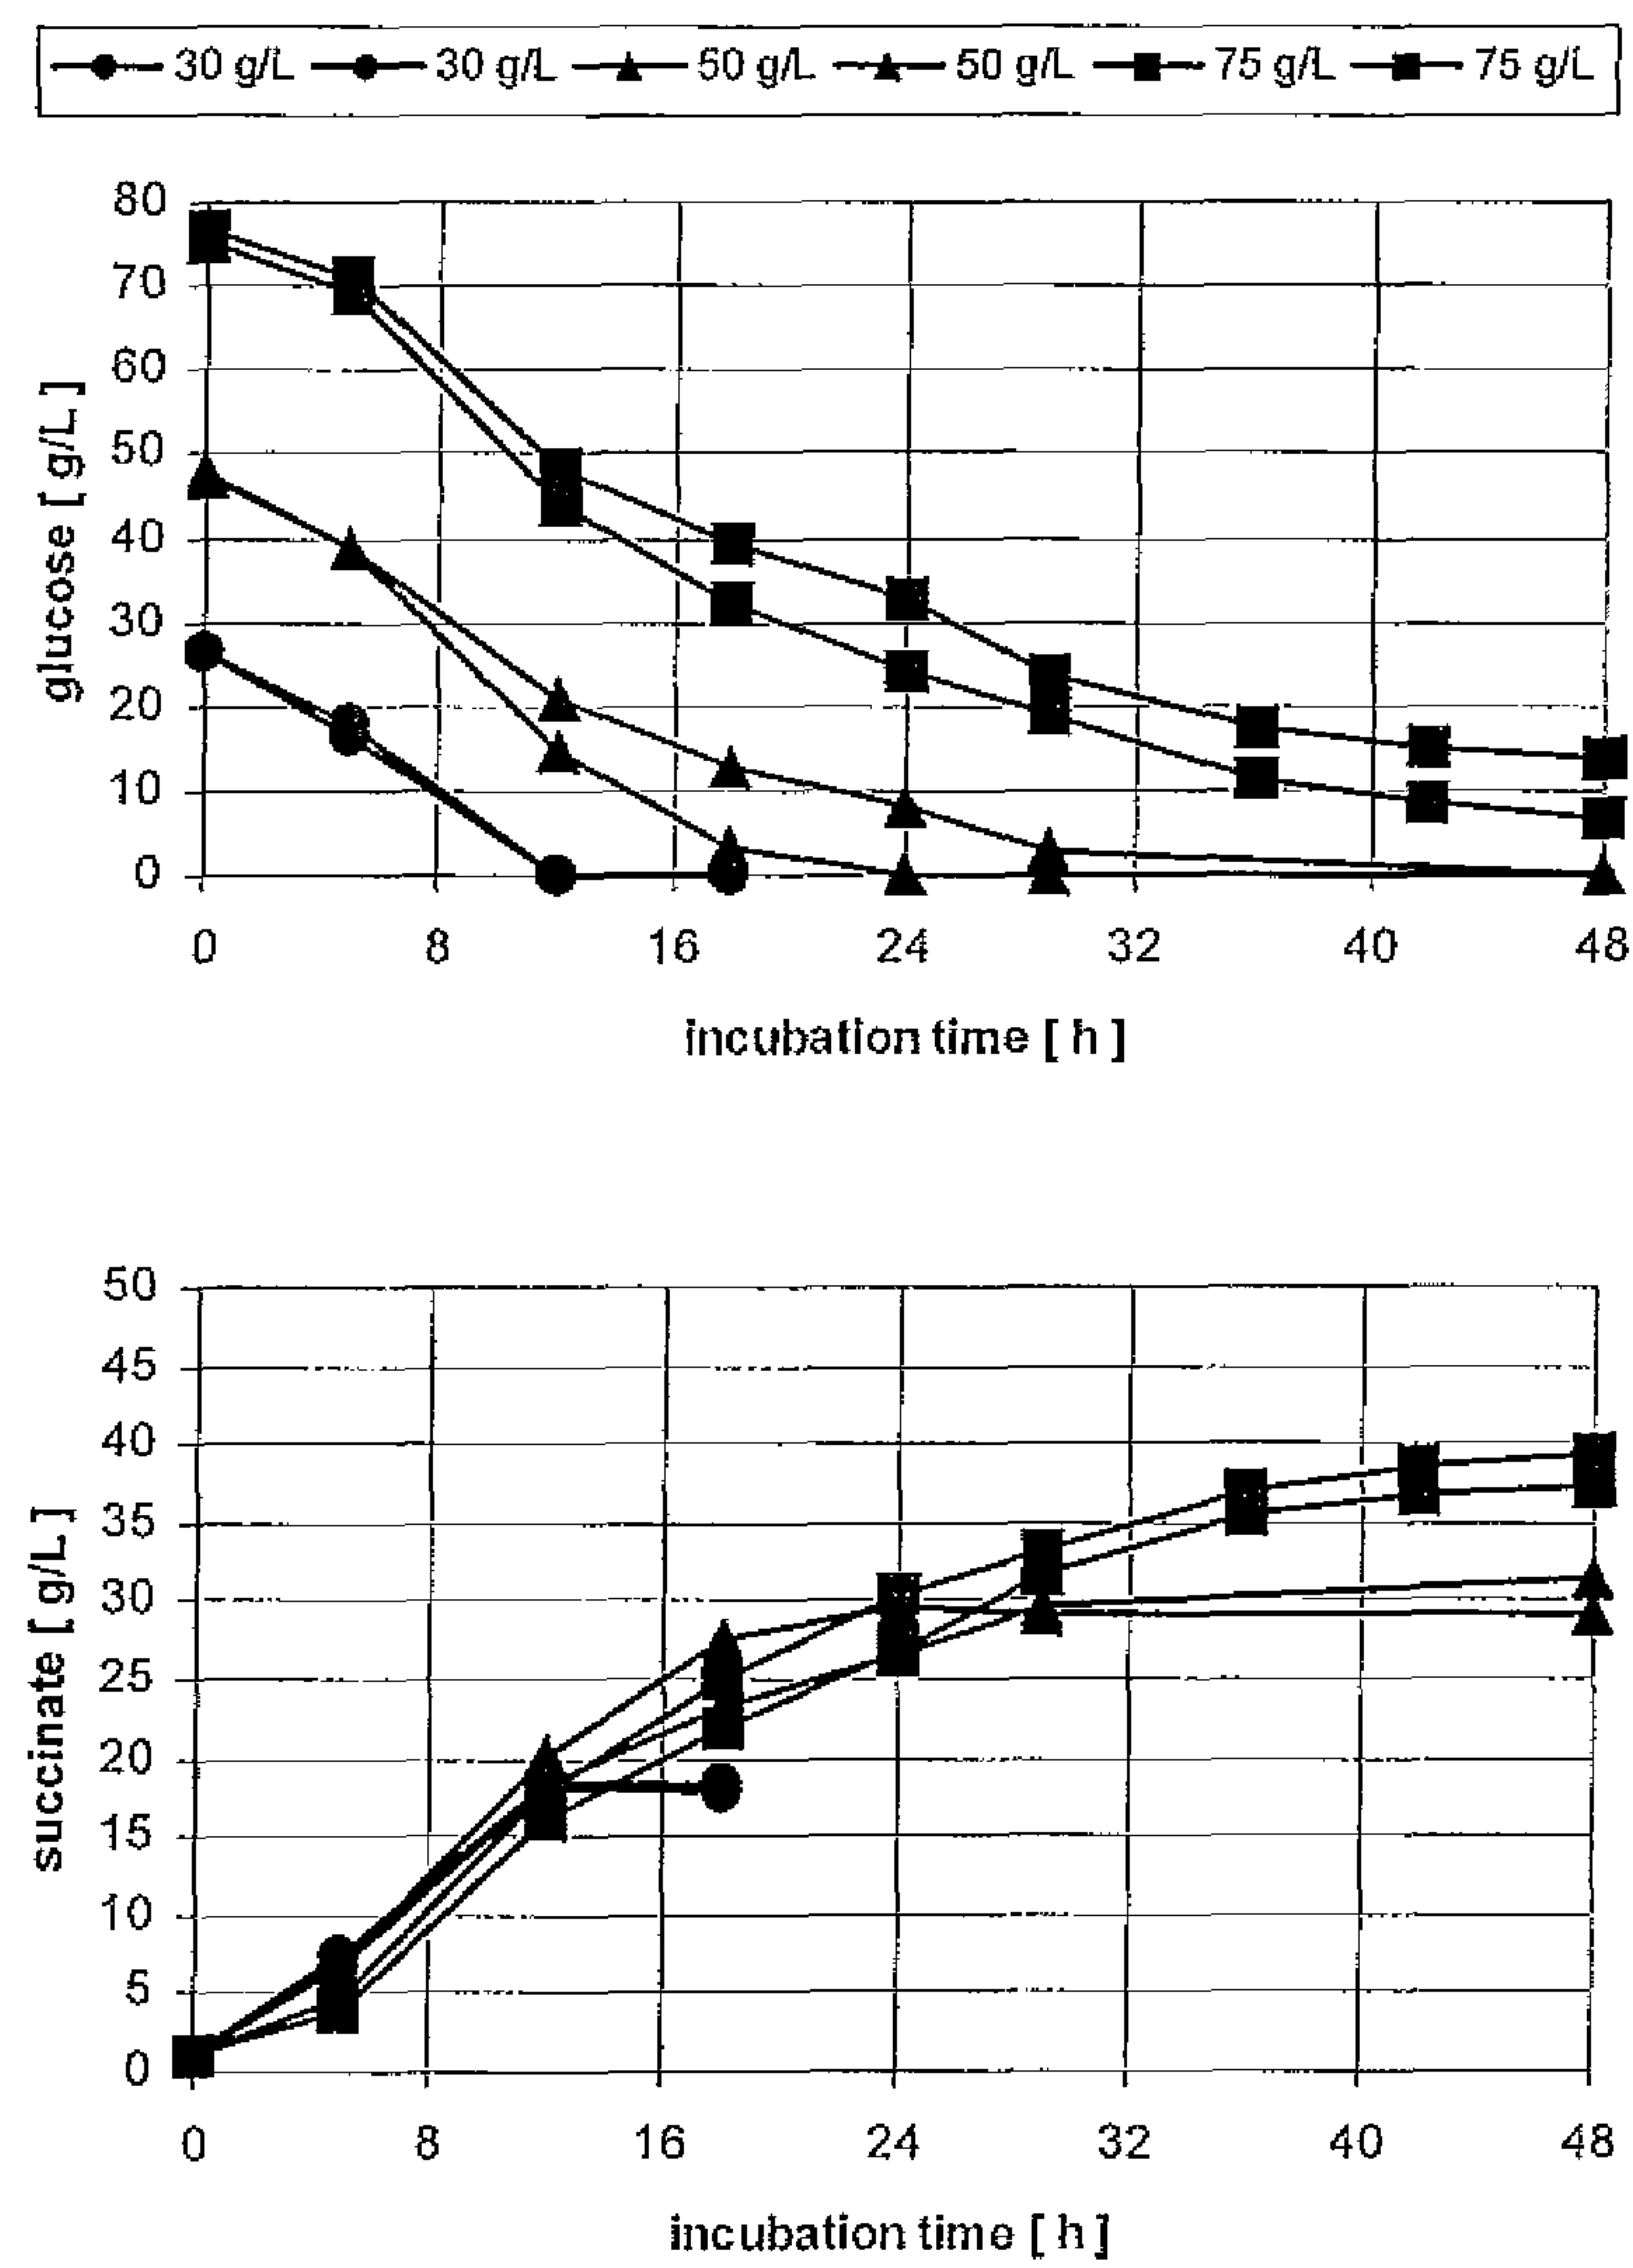 30 g/L 30 g/L 50 g/L 50 g/L 75 g/L 75 g/L
80
70
60
50
40
30
20
10
0
glucose [ g/L]
0 8 16 24 32 40 48
incubation time [ h ]
50
45
40
35
30
25
20
15
10
5
0
succinate [ g/L]
0 8 16 24 32 40 48
incubation time [ h ]